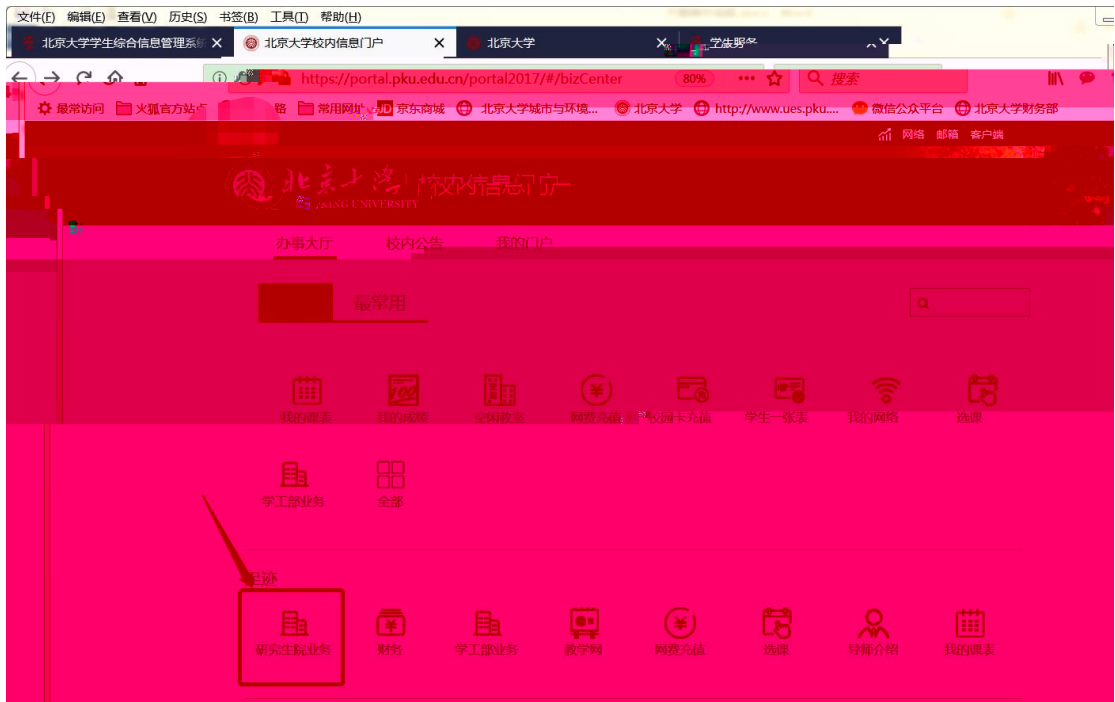 文件(F) 编辑(E) 查看(V) 历史(S) 书签(B) 工具(T) 帮助(H)
北京大学学生综合信息管理系统 × 北京大学校内信息门户 × 北京大学 ×
https://portal.pku.edu.cn/portal2017/#/bizCenter 80% ••• 搜索
最常访问 火狐官方站点 常用网址 JD 京东商城 北京大学城市与环境... 北京大学 http://www.ues.pku.... 微信公众平台 北京大学财务部
网络 邮箱 客户端
北京大学 校内信息门户
UNIVERSITY
办事大厅 校内公告 我的门户
最常用
我的课表 我的成绩 空闲教室 网费充值 校园卡充值 学生一张表 我的网络 选课
学工部业务 全部
足迹
研究生院业务 财务 学工部业务 教学网 网费充值 选课 导师介绍 我的课表